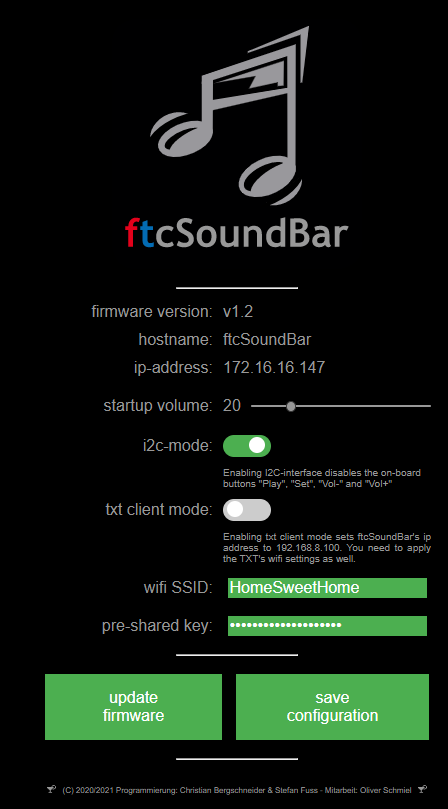 ftcSoundBar
firmware version: v1.2
hostname: ftcSoundBar
ip-address: 172.16.16.147
startup volume: 20
i2c-mode:
Enabling I2C-interface disables the on-board
buttons "Play", "Set", "Vol-" and "Vol+"
txt client mode:
Enabling txt client mode sets ftcSoundBar's ip
address to 192.168.8.100. You need to apply
the TXT's wifi settings as well.
wifi SSID: HomeSweetHome
pre-shared key: •••••••••••••••••••
update
firmware
save
configuration
(C) 2020/2021 Programmierung: Christian Bergschneider & Stefan Fuss - Mitarbeit: Oliver Schmiel